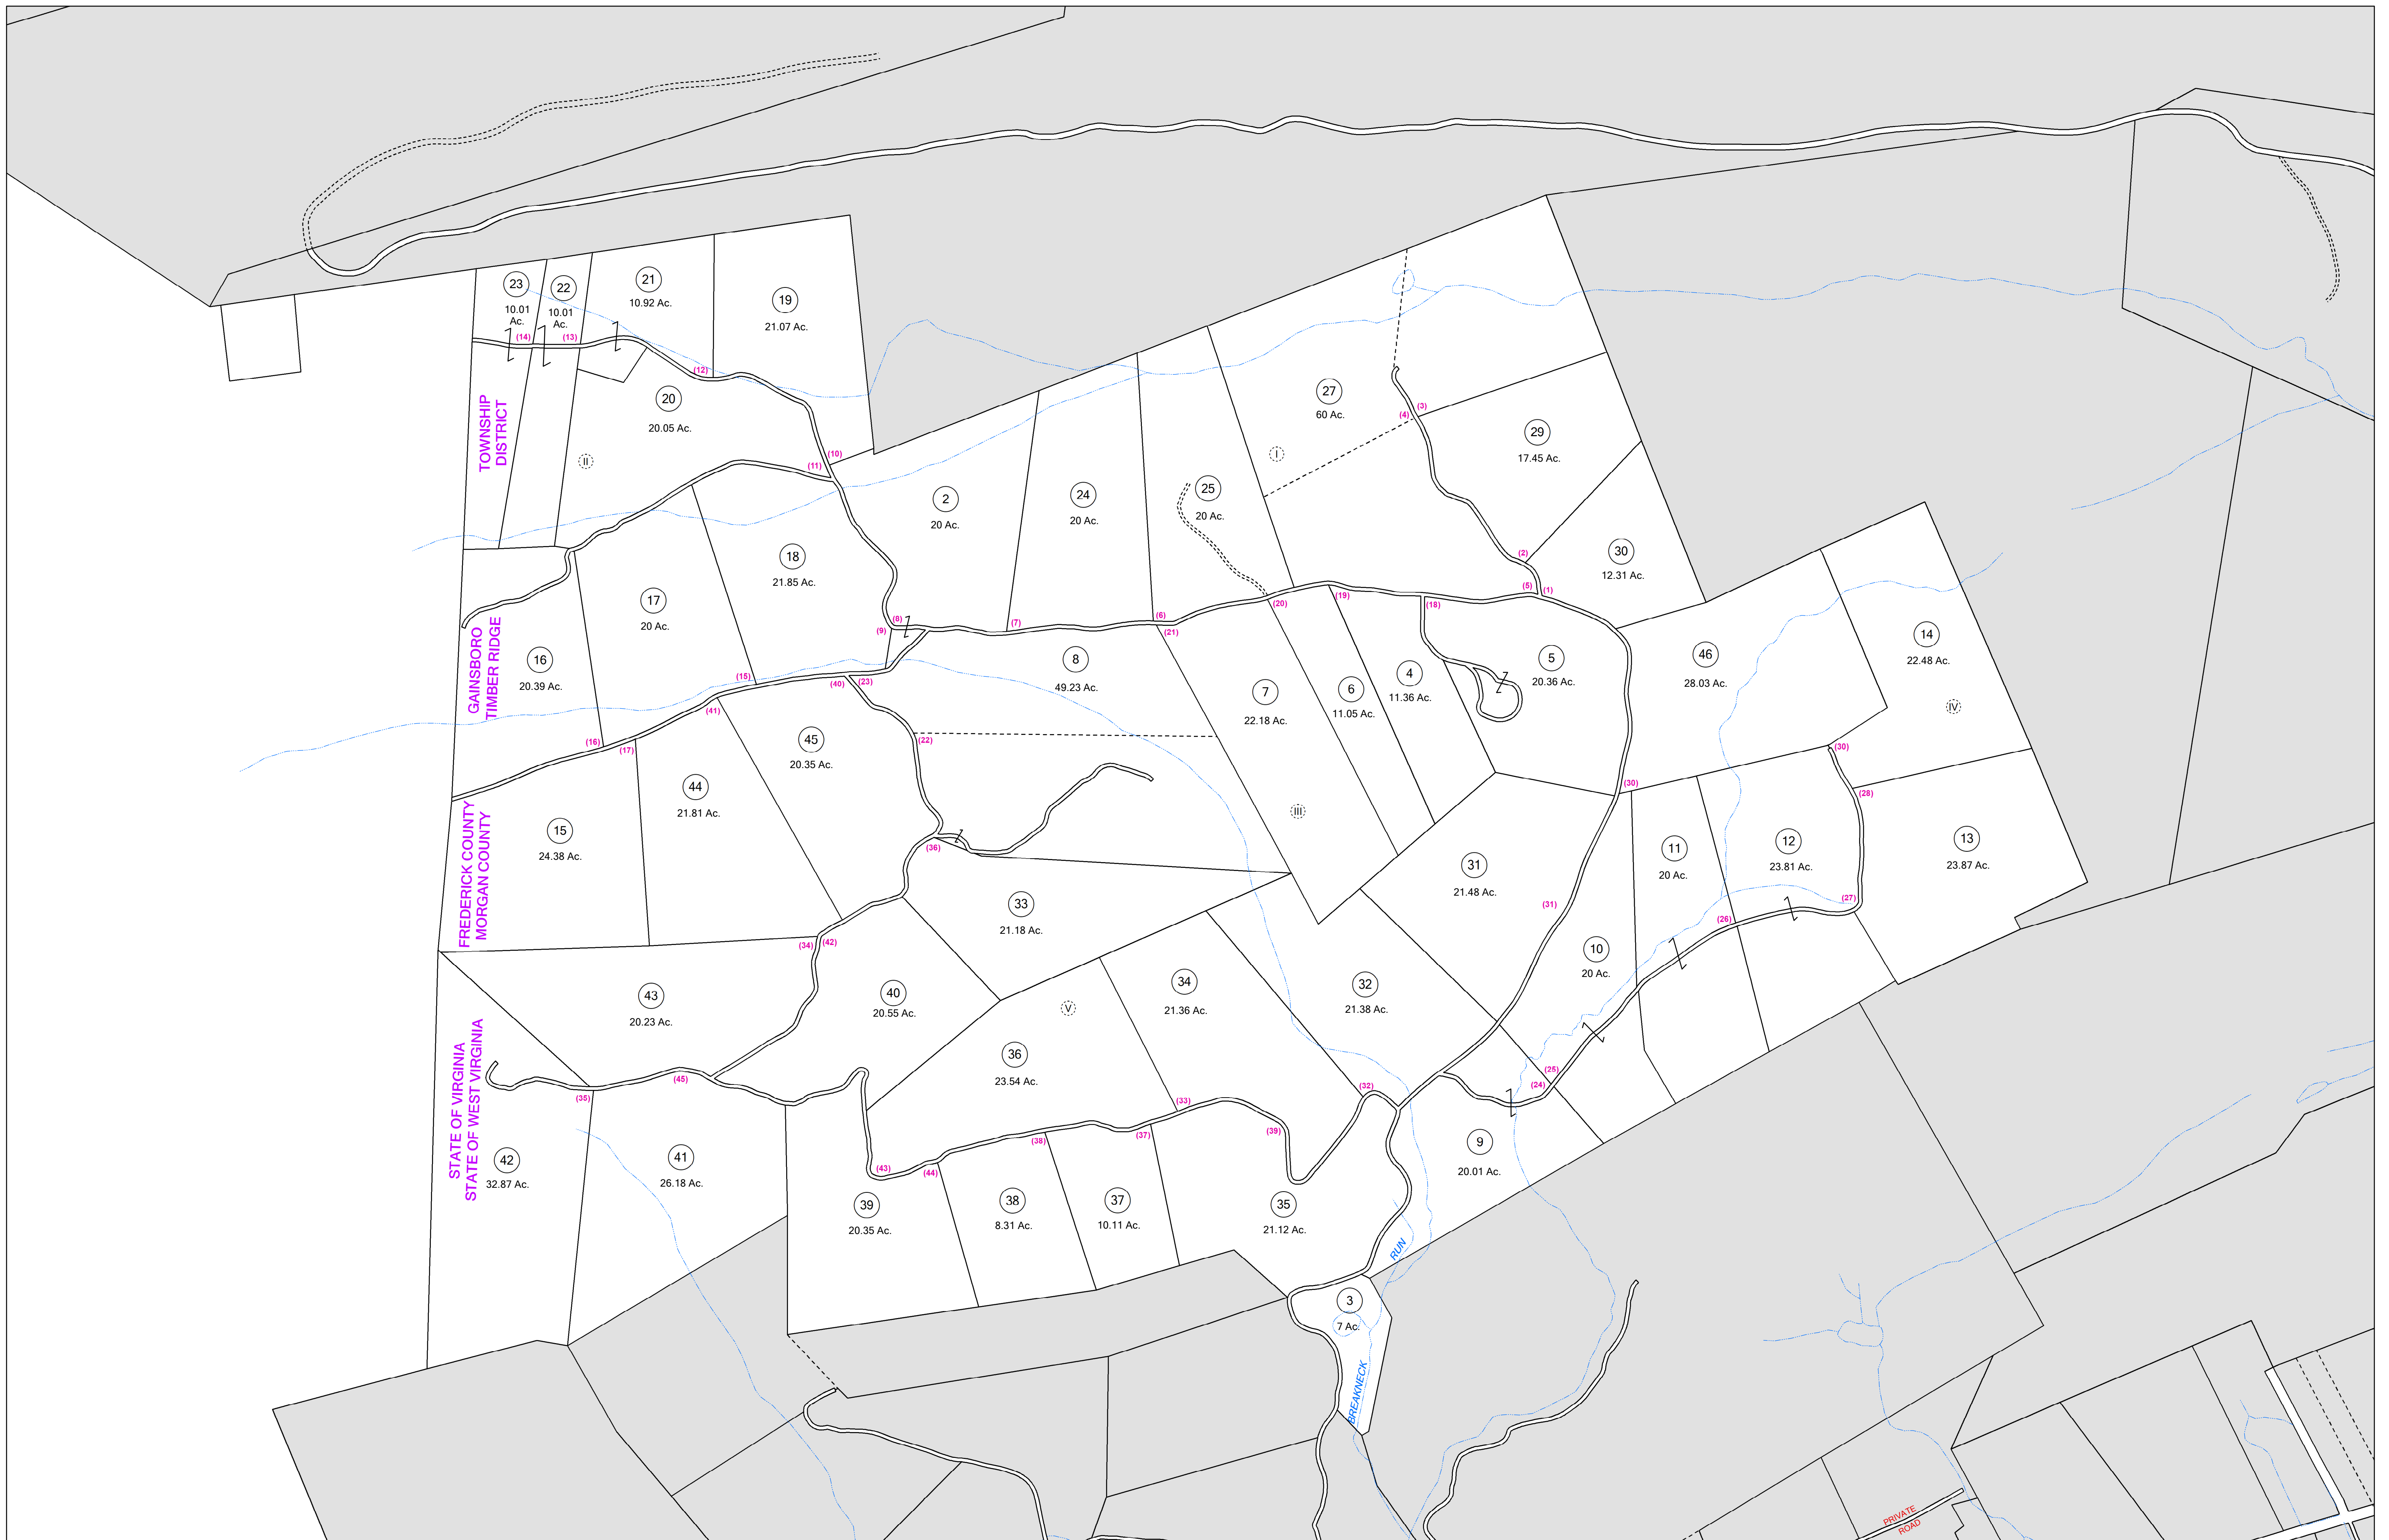 23
10.01
Ac.
22
10.01
Ac.
21
10.92 Ac.
19
21.07 Ac.
(14)
(13)
(12)
20
20.05 Ac.
II
(10)
(11)
TOWNSHIP
DISTRICT
2
20 Ac.
24
20 Ac.
25
20 Ac.
27
60 Ac.
I
(3)
(4)
29
17.45 Ac.
30
12.31 Ac.
(2)
(5)
(1)
18
21.85 Ac.
17
20 Ac.
16
20.39 Ac.
GAINSBORO
TIMBER RIDGE
(8)
(9)
(7)
(6)
(21)
(20)
(19)
(18)
8
49.23 Ac.
7
22.18 Ac.
6
11.05 Ac.
4
11.36 Ac.
5
20.36 Ac.
46
28.03 Ac.
14
22.48 Ac.
IV
(15)
(40)
(23)
(41)
(16)
(17)
(22)
45
20.35 Ac.
44
21.81 Ac.
15
24.38 Ac.
FREDERICK COUNTY
MORGAN COUNTY
III
(30)
(30)
(28)
(36)
33
21.18 Ac.
31
21.48 Ac.
(31)
11
20 Ac.
12
23.81 Ac.
13
23.87 Ac.
(27)
(26)
10
20 Ac.
(34)
(42)
43
20.23 Ac.
40
20.55 Ac.
V
34
21.36 Ac.
32
21.38 Ac.
36
23.54 Ac.
(45)
(35)
(33)
(32)
(25)
(24)
(39)
(38)
(37)
(43)
(44)
STATE OF VIRGINIA
STATE OF WEST VIRGINIA
42
32.87 Ac.
41
26.18 Ac.
39
20.35 Ac.
38
8.31 Ac.
37
10.11 Ac.
35
21.12 Ac.
9
20.01 Ac.
RUN
3
7 Ac.
BREAKNECK
PRIVATE
ROAD